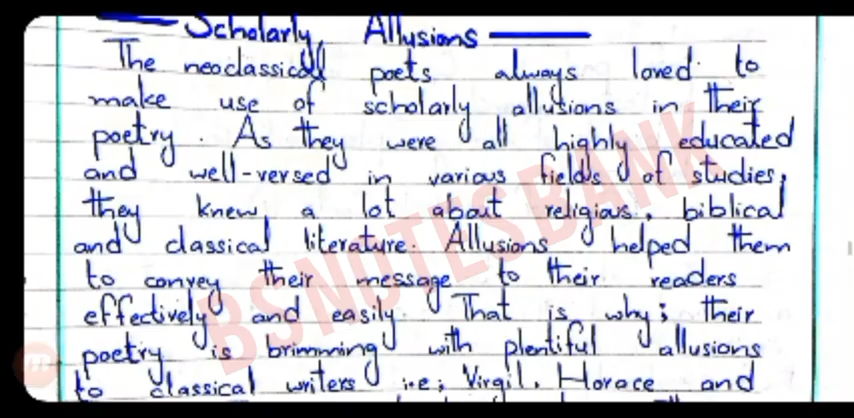 Scholarly Allusions
The neoclassical poets always loved to
make use of scholarly allusions in their
poetry. As they were all highly educated
and well-versed in various fields of studies,
they knew a lot about religious, biblical
and classical literature. Allusions helped them
to convey their message to their readers
effectively and easily. That is why; their
poetry is brimming with plentiful allusions
to classical writers i.e; Virgil, Horace and
BSNOTESBANK